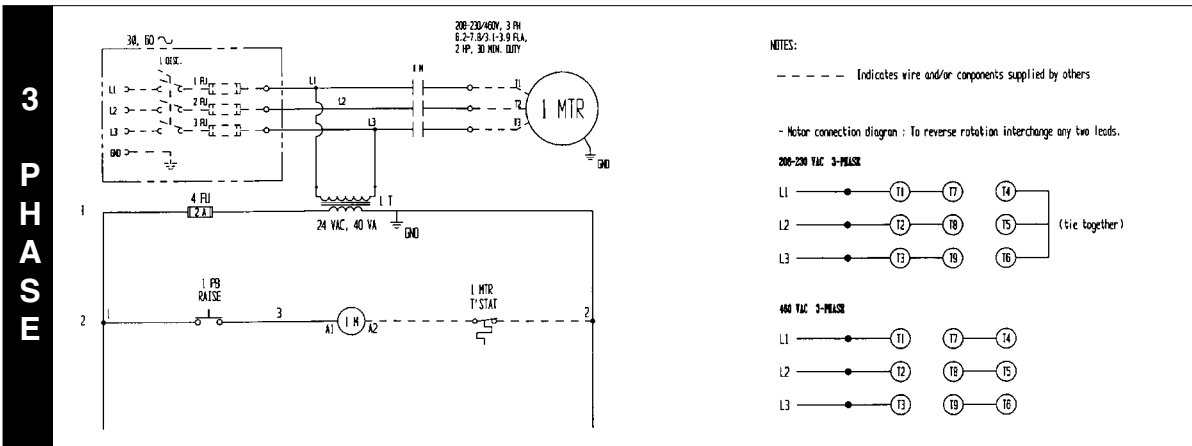 3 PHASE
208-230/460V, 3 PH
6.2-7.8/3.1-3.9 FLA,
2 HP, 30 MIN. DUTY
30, 60
1 DISC.
L1
1 FU
L2
2 FU
L3
3 FU
GND
L1
L2
L3
1 M
T1
T2
T3
1 MTR
GND
1
4 FU
2 A
1 T
24 VAC, 40 VA
GND
2
1
1 PB
RAISE
3
A1
1 M
A2
1 MTR
T'STAT
2
NOTES:
Indicates wire and/or components supplied by others
- Motor connection diagram : To reverse rotation interchange any two leads.
208-230 VAC 3-PHASE
L1 T1 T7 T4
L2 T2 T8 T5 (tie together)
L3 T3 T9 T6
460 VAC 3-PHASE
L1 T1 T7 T4
L2 T2 T8 T5
L3 T3 T9 T6